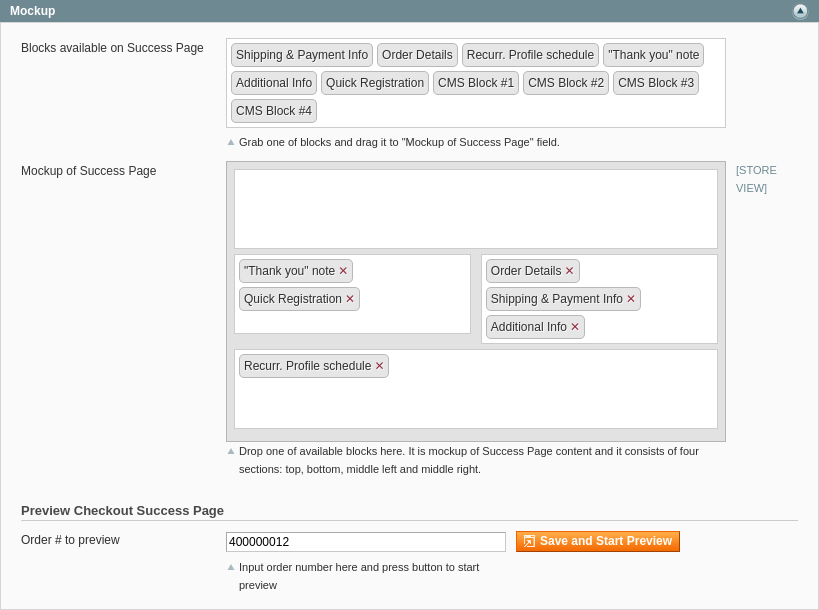 Mockup
Blocks available on Success Page
Shipping & Payment Info Order Details Recurr. Profile schedule "Thank you" note
Additional Info Quick Registration CMS Block #1 CMS Block #2 CMS Block #3
CMS Block #4
Grab one of blocks and drag it to "Mockup of Success Page" field.
Mockup of Success Page
[STORE
VIEW]
"Thank you" note ×
Quick Registration ×
Order Details ×
Shipping & Payment Info ×
Additional Info ×
Recurr. Profile schedule ×
Drop one of available blocks here. It is mockup of Success Page content and it consists of four
sections: top, bottom, middle left and middle right.
Preview Checkout Success Page
Order # to preview
400000012
Save and Start Preview
Input order number here and press button to start
preview